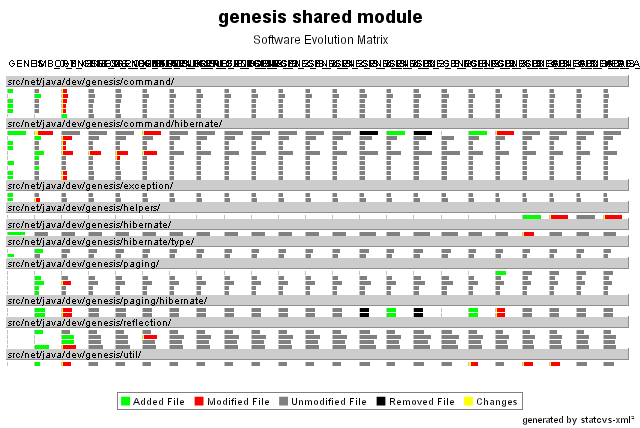 genesis shared module
Software Evolution Matrix
src/net/java/dev/genesis/command/
src/net/java/dev/genesis/command/hibernate/
src/net/java/dev/genesis/exception/
src/net/java/dev/genesis/helpers/
src/net/java/dev/genesis/hibernate/
src/net/java/dev/genesis/hibernate/type/
src/net/java/dev/genesis/paging/
src/net/java/dev/genesis/paging/hibernate/
src/net/java/dev/genesis/reflection/
src/net/java/dev/genesis/util/
Added File Modified File Unmodified File Removed File Changes
generated by statcvs-xml²